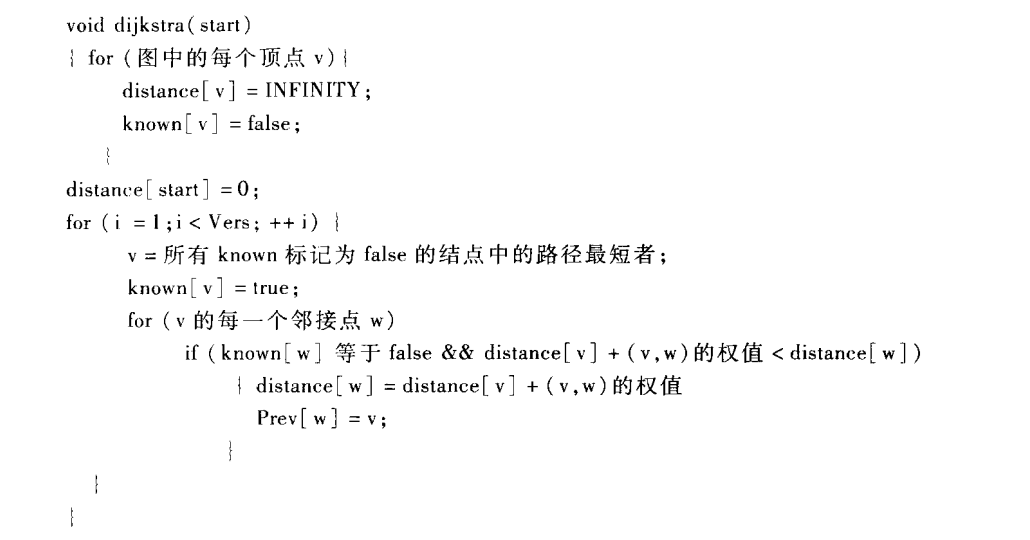 void dijkstra(start)
{ for (图中的每个顶点 v){
distance[v] = INFINITY;
known[v] = false;
}
distance[start] = 0;
for (i = 1; i < Vers; ++i) {
v = 所有 known 标记为 false 的结点中的路径最短者;
known[v] = true;
for (v 的每一个邻接点 w)
if (known[w] 等于 false && distance[v] + (v,w)的权值 < distance[w])
{ distance[w] = distance[v] + (v,w)的权值
Prev[w] = v;
}
}
}